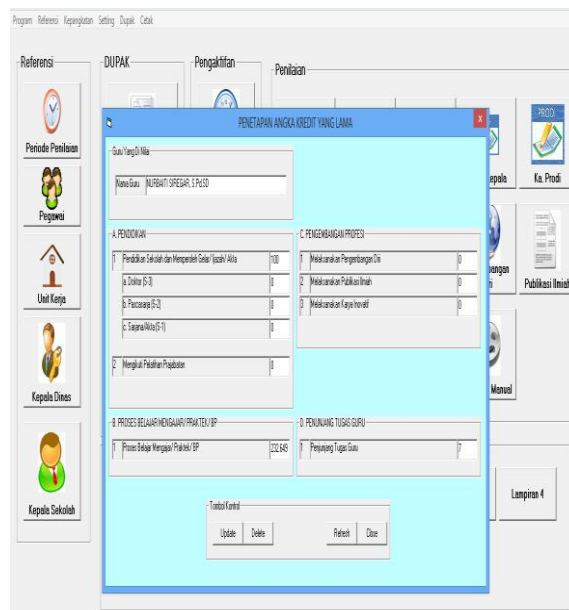 Program Referensi Kepangkatan Setting Dupak Cetak
Referensi
DUPAK
Pengaktifan
Penilaian
Periode Penilaian
Pegawai
Unit Kerja
Kepala Dinas
Kepala Sekolah
PENETAPAN ANGKA KREDIT YANG LAMA
x
Guru Yang Di Nilai
Nama Guru NURBAITI SIREGAR, S.Pd.SD
A. PENDIDIKAN
1 Pendidikan Sekolah dan Memperoleh Gelar/ Ijazah/ Akta 100
a. Doktor (S-3) 0
b. Pascasarja (S-2) 0
c. Sarjana/Akta (S-1) 0
2 Mengikuti Pelatihan Prajabatan 0
C. PENGEMBANGAN PROFESI
1 Melaksanakan Pengembangan Diri 0
2 Melaksanakan Publikasi Ilmiah 0
3 Melaksanakan Karya Inovatif 0
B. PROSES BELAJAR MENGAJAR/ PRAKTEK/ BP
1 Proses Belajar Mengajar/ Praktek/ BP 232.649
D. PENUNJANG TUGAS GURU
1 Penunjang Tugas Guru 7
Tombol Kontrol
Update Delete Refresh Close
PRODI
epala
Ka. Prodi
angan
ri
Publikasi Ilmiah
Manual
Lampiran 4